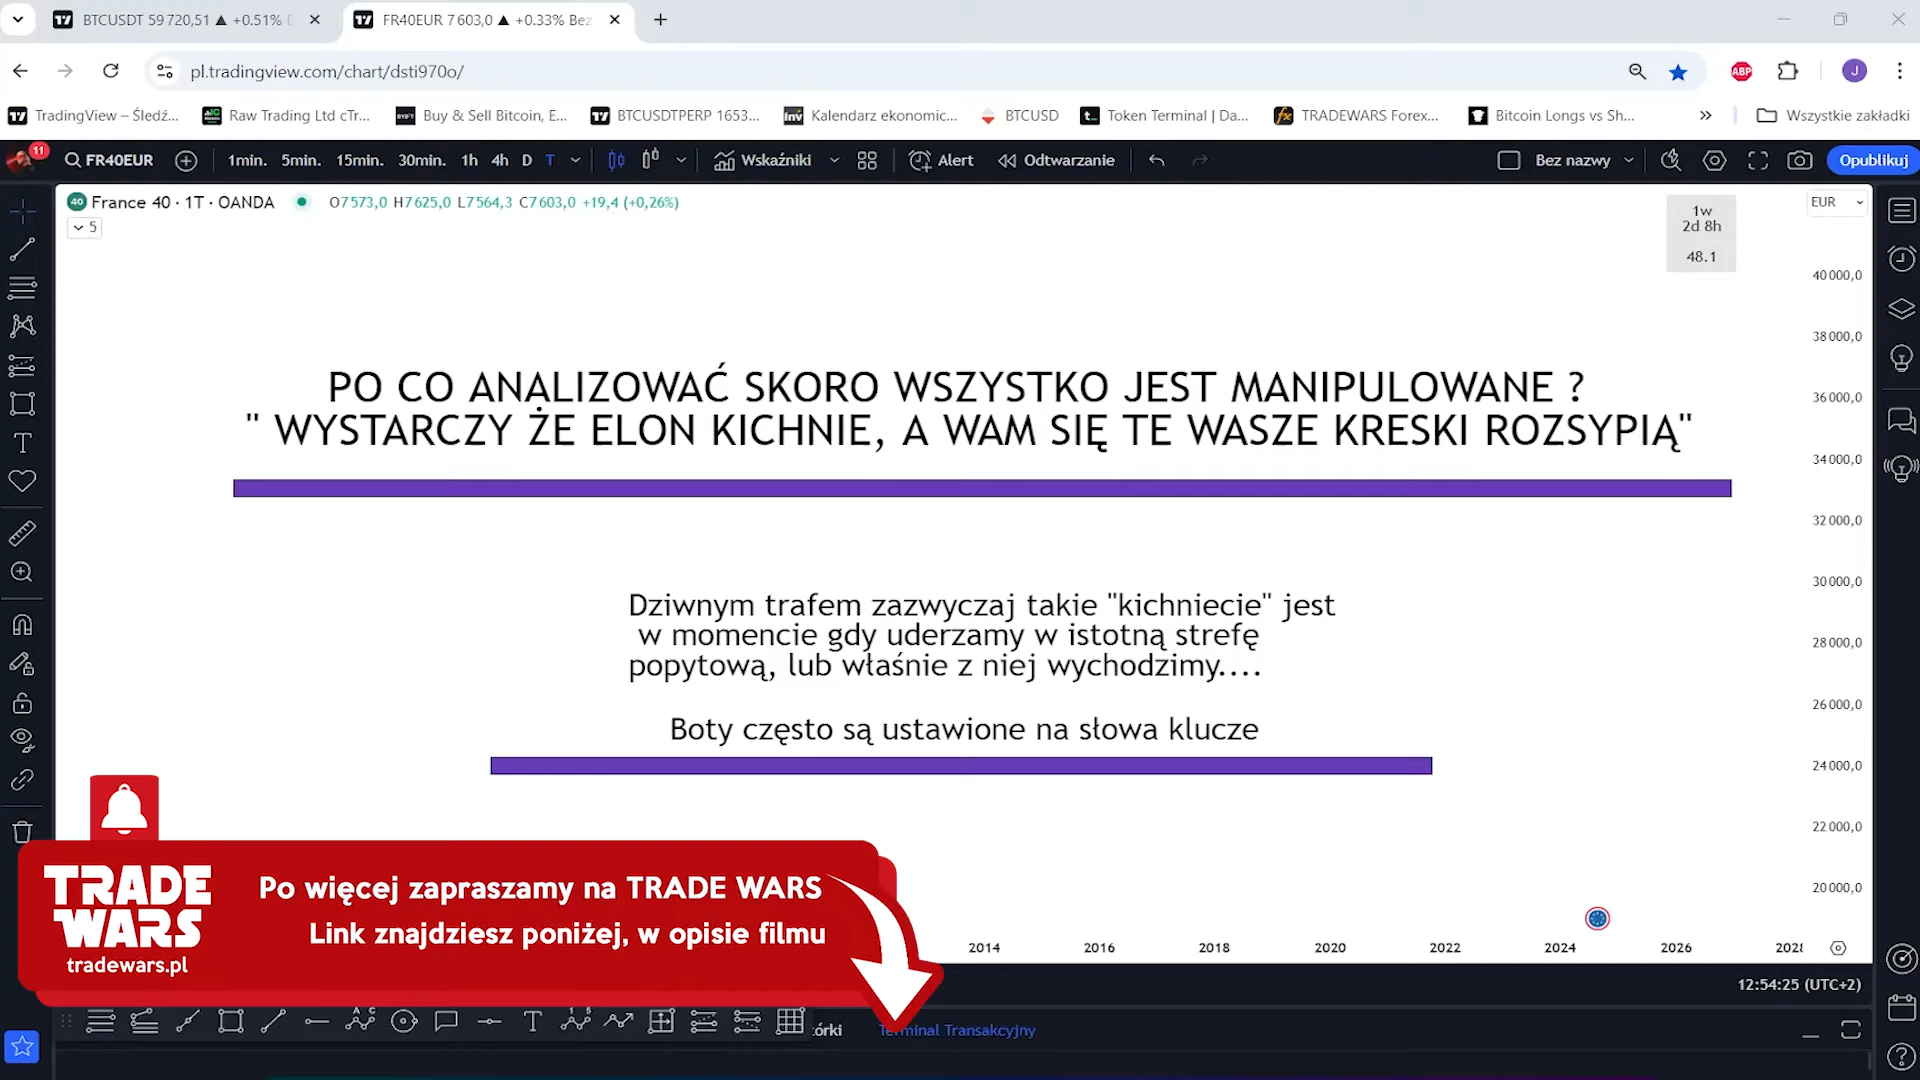 BTCUSDT 59 720,51 ▲ +0.51%
FR40EUR 7 603,0 ▲ +0.33% Bez
pl.tradingview.com/chart/dsti970o/
ABP
J
TradingView – Śledź...
Raw Trading Ltd cTr...
Buy & Sell Bitcoin, E...
BTCUSDTPERP 1653...
Kalendarz ekonomic...
BTCUSD
Token Terminal | Da...
TRADEWARS Forex...
Bitcoin Longs vs Sh...
Wszystkie zakładki
11
FR40EUR
1min. 5min. 15min. 30min. 1h 4h D T
Wskaźniki
Alert
Odtwarzanie
Bez nazwy
Opublikuj
40 France 40 · 1T · OANDA
O7573,0 H7625,0 L7564,3 C7603,0 +19,4 (+0,26%)
5
1w
2d 8h
48.1
EUR
40 000,0
38 000,0
36 000,0
34 000,0
32 000,0
30 000,0
28 000,0
26 000,0
24 000,0
22 000,0
20 000,0
PO CO ANALIZOWAĆ SKORO WSZYSTKO JEST MANIPULOWANE ?
" WYSTARCZY ŻE ELON KICHNIE, A WAM SIĘ TE WASZE KRESKI ROZSYPIĄ"
Dziwnym trafem zazwyczaj takie "kichniecie" jest
w momencie gdy uderzamy w istotną strefę
popytową, lub właśnie z niej wychodzimy....
Boty często są ustawione na słowa klucze
TRADE
WARS
tradewars.pl
Po więcej zapraszamy na TRADE WARS
Link znajdziesz poniżej, w opisie filmu
2014 2016 2018 2020 2022 2024 2026 2028
12:54:25 (UTC+2)
órki
Terminal Transakcyjny